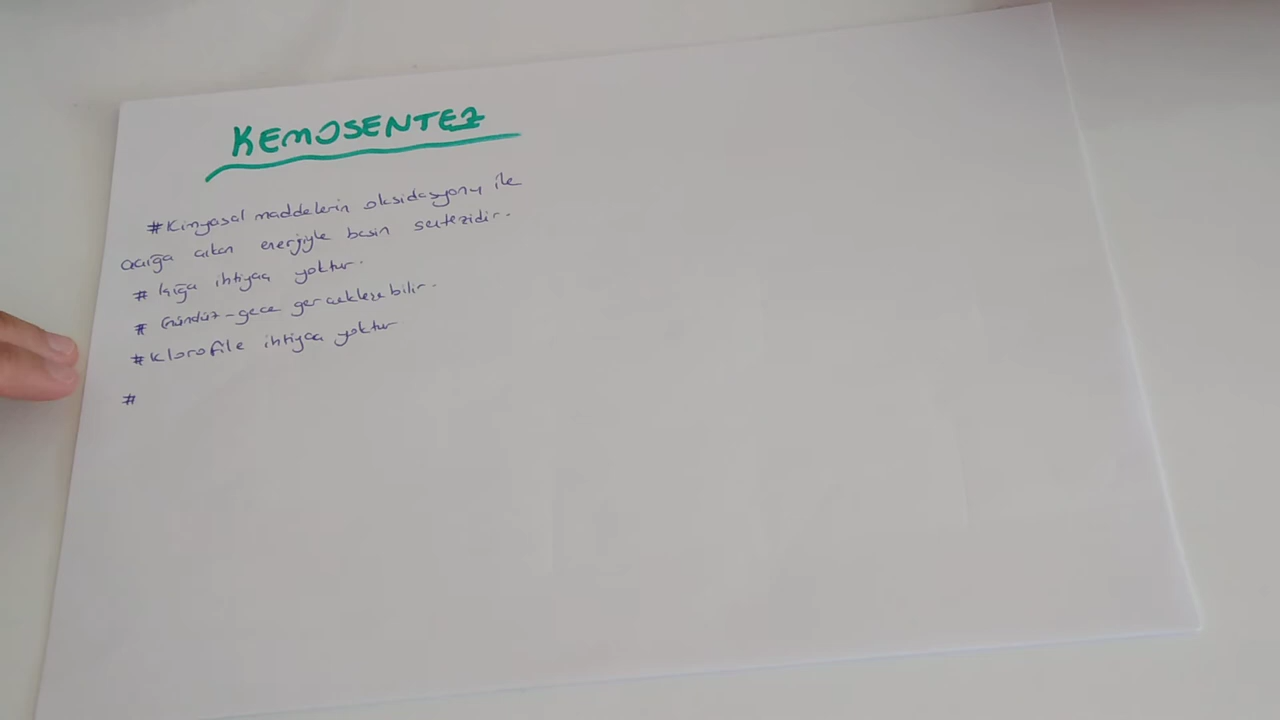 KEMOSENTEZ
#Kimyasal maddelerin oksidasyonu ile
açığa çıkan enerjiyle besin sentezidir.
# Işığa ihtiyaç yoktur.
# Gündüz-gece gerçekleşebilir.
#Klorofile ihtiyaç yoktur
#